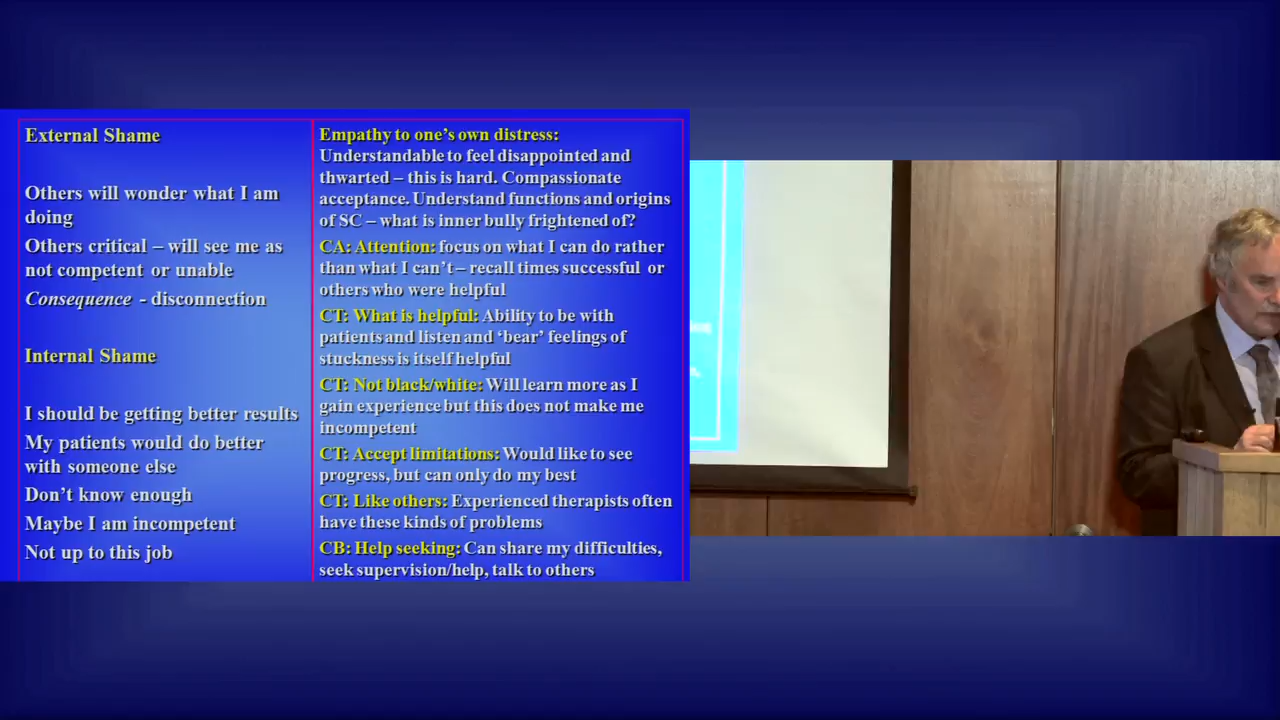 External Shame
Others will wonder what I am
doing
Others critical – will see me as
not competent or unable
Consequence - disconnection
Internal Shame
I should be getting better results
My patients would do better
with someone else
Don't know enough
Maybe I am incompetent
Not up to this job
Empathy to one's own distress:
Understandable to feel disappointed and
thwarted – this is hard. Compassionate
acceptance. Understand functions and origins
of SC – what is inner bully frightened of?
CA: Attention: focus on what I can do rather
than what I can't – recall times successful or
others who were helpful
CT: What is helpful: Ability to be with
patients and listen and 'bear' feelings of
stuckness is itself helpful
CT: Not black/white: Will learn more as I
gain experience but this does not make me
incompetent
CT: Accept limitations: Would like to see
progress, but can only do my best
CT: Like others: Experienced therapists often
have these kinds of problems
CB: Help seeking: Can share my difficulties,
seek supervision/help, talk to others